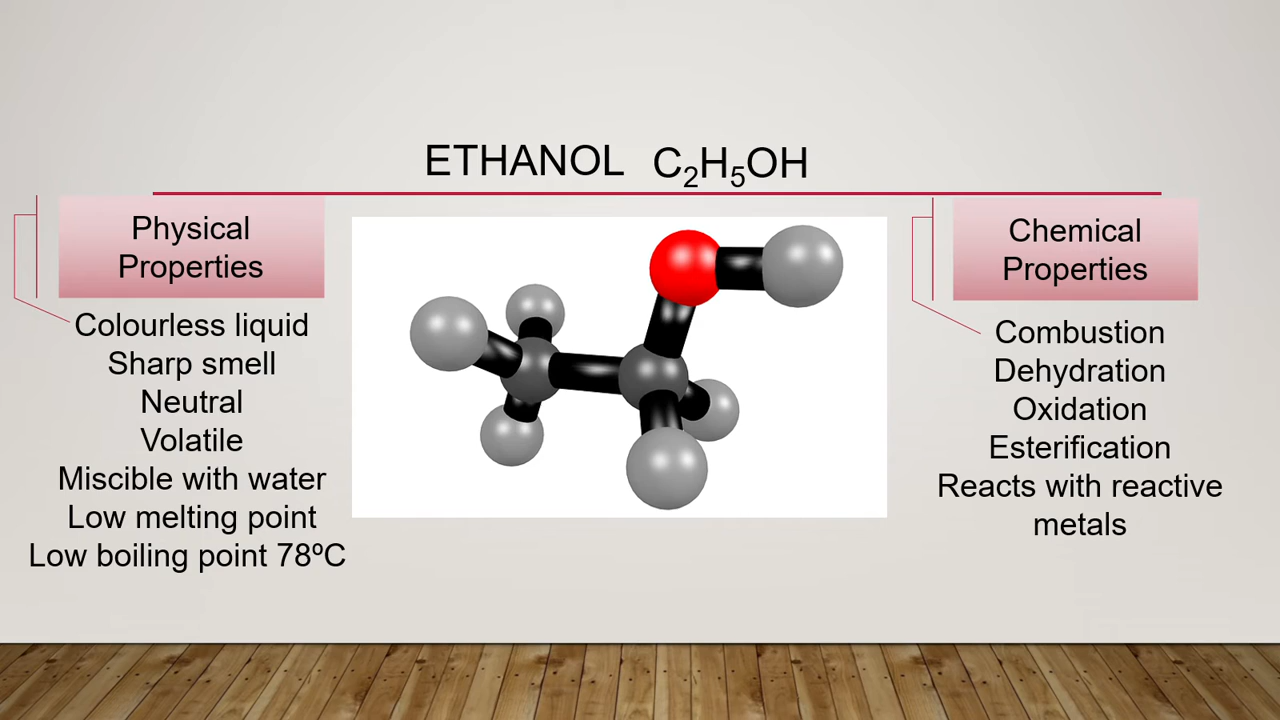 ETHANOL C₂H₅OH
Physical
Properties
Colourless liquid
Sharp smell
Neutral
Volatile
Miscible with water
Low melting point
Low boiling point 78ºC
Chemical
Properties
Combustion
Dehydration
Oxidation
Esterification
Reacts with reactive
metals